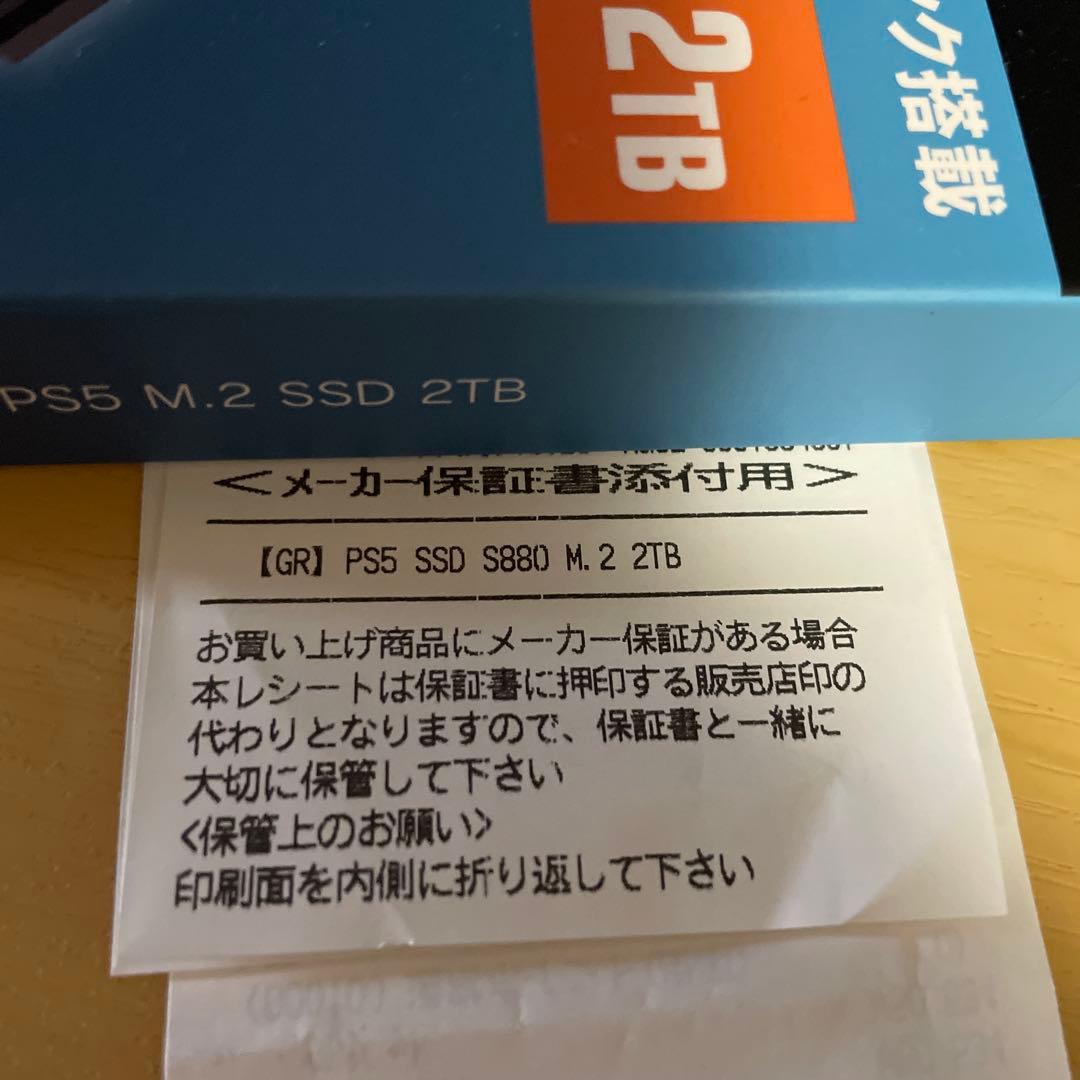 2TB
ク搭載
PS5 M.2 SSD 2TB
<メーカー保証書添付用>
【GR】 PS5 SSD S880 M.2 2TB
お買い上げ商品にメーカー保証がある場合
本レシートは保証書に押印する販売店印の
代わりとなりますので、保証書と一緒に
大切に保管して下さい
<保管上のお願い>
印刷面を内側に折り返して下さい